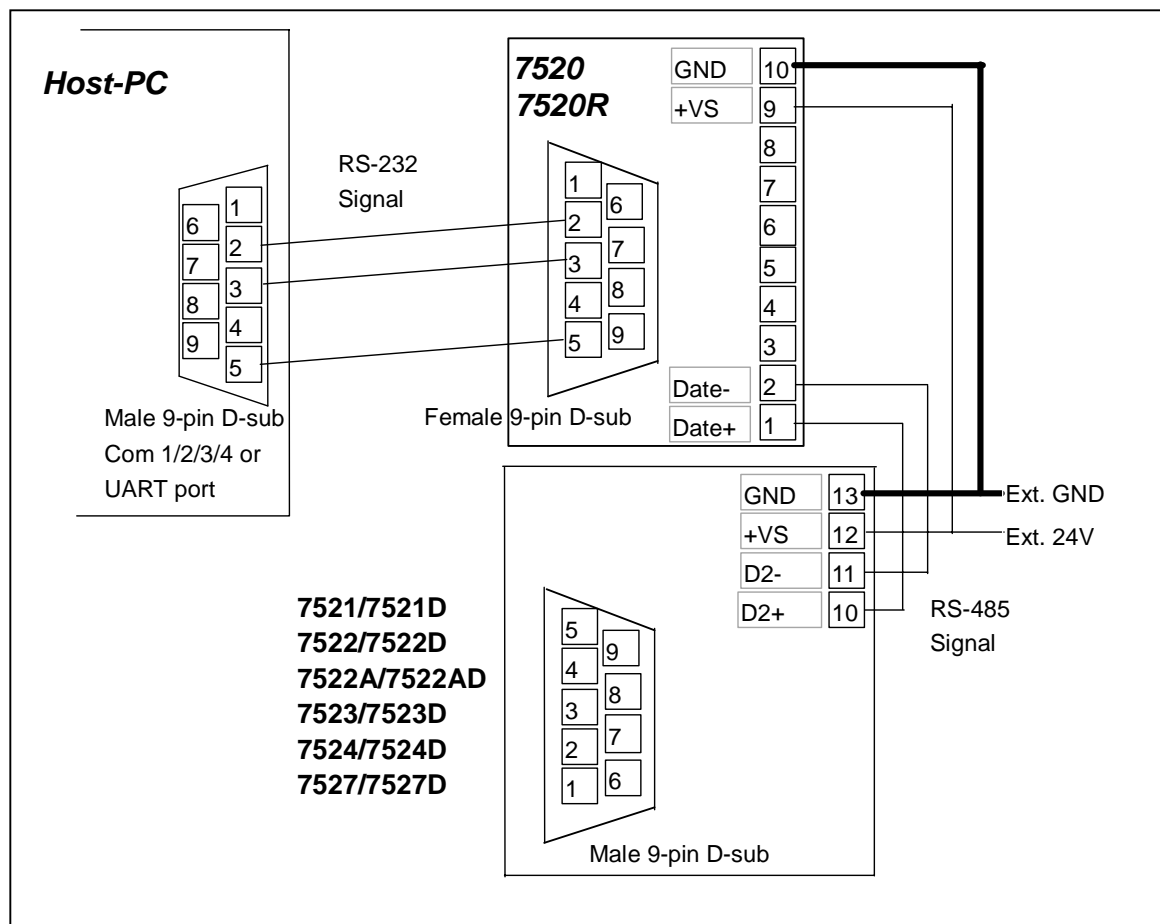 Host-PC
6
7
8
9
1
2
3
4
5
Male 9-pin D-sub
Com 1/2/3/4 or
UART port
RS-232
Signal
7520
7520R
1
2
3
4
5
6
7
8
9
Female 9-pin D-sub
GND 10
+VS 9
8
7
6
5
4
3
Date- 2
Date+ 1
GND 13
+VS 12
D2- 11
D2+ 10
Ext. GND
Ext. 24V
RS-485
Signal
7521/7521D
7522/7522D
7522A/7522AD
7523/7523D
7524/7524D
7527/7527D
5
4
3
2
1
9
8
7
6
Male 9-pin D-sub